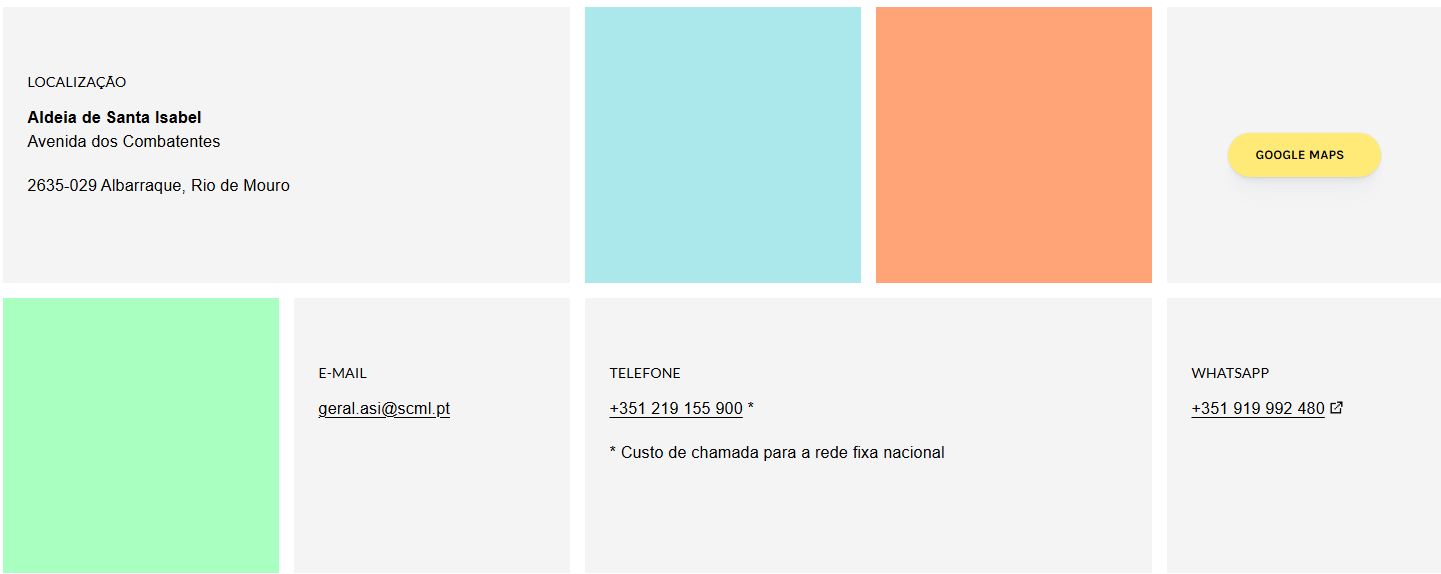 LOCALIZAÇÃO
Aldeia de Santa Isabel
Avenida dos Combatentes
2635-029 Albarraque, Rio de Mouro
GOOGLE MAPS
E-MAIL
geral.asi@scml.pt
TELEFONE
+351 219 155 900 *
* Custo de chamada para a rede fixa nacional
WHATSAPP
+351 919 992 480